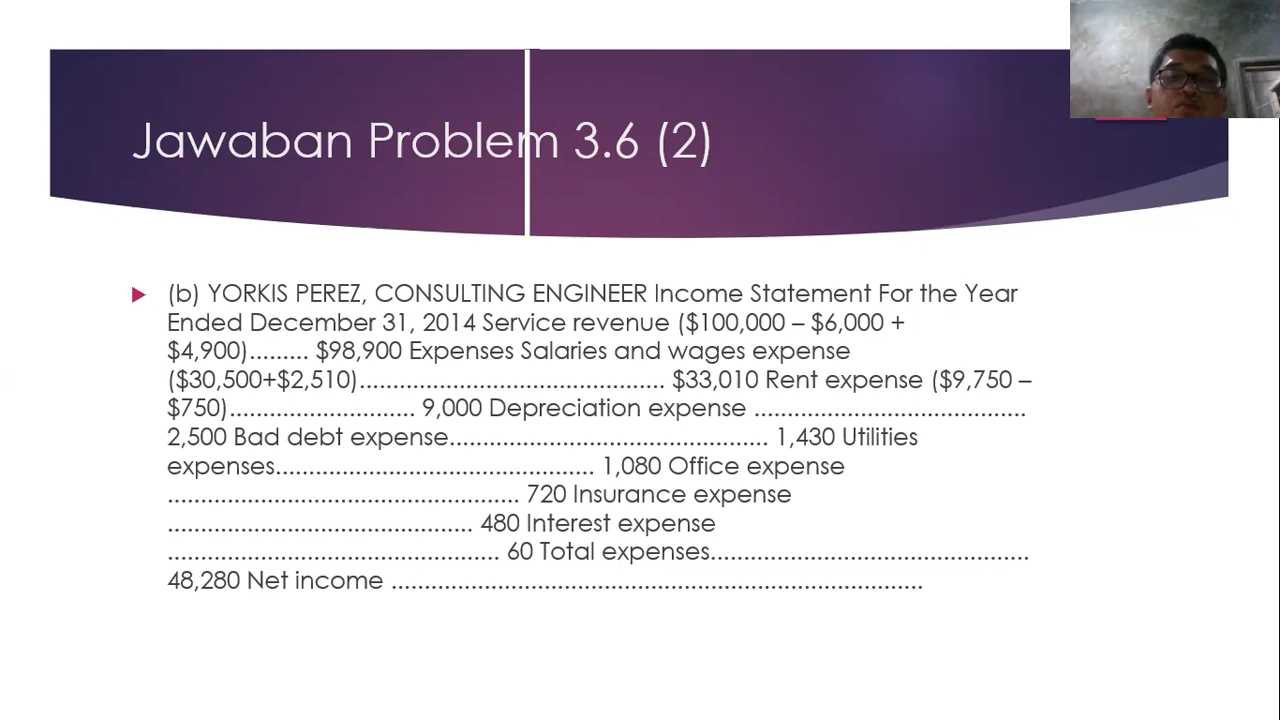 Jawaban Problem 3.6 (2)
(b) YORKIS PEREZ, CONSULTING ENGINEER Income Statement For the Year
Ended December 31, 2014 Service revenue ($100,000 – $6,000 +
$4,900)......... $98,900 Expenses Salaries and wages expense
($30,500+$2,510).............................................. $33,010 Rent expense ($9,750 –
$750)............................ 9,000 Depreciation expense .........................................
2,500 Bad debt expense................................................ 1,430 Utilities
expenses................................................ 1,080 Office expense
..................................................... 720 Insurance expense
.............................................. 480 Interest expense
.................................................. 60 Total expenses................................................
48,280 Net income ................................................................................